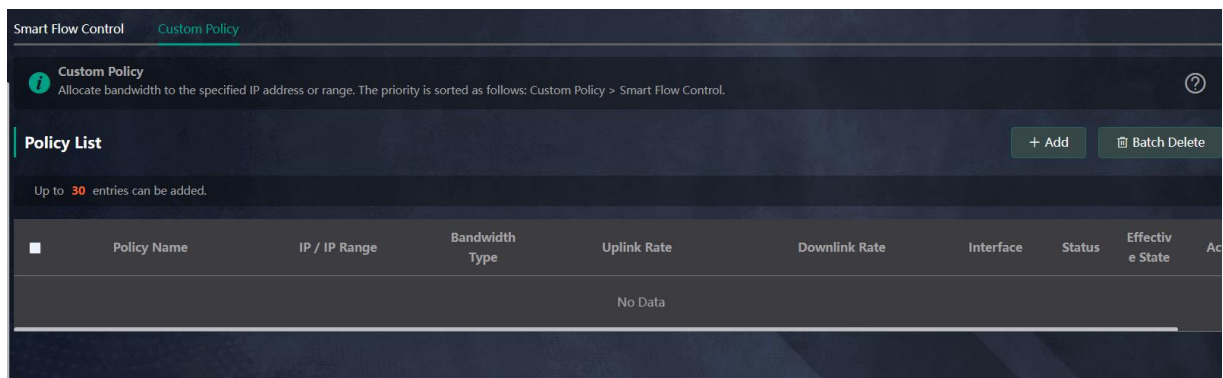 Smart Flow Control Custom Policy
Custom Policy
Allocate bandwidth to the specified IP address or range. The priority is sorted as follows: Custom Policy > Smart Flow Control.
Policy List + Add Batch Delete
Up to 30 entries can be added.
Policy Name IP / IP Range Bandwidth Type Uplink Rate Downlink Rate Interface Status Effectiv e State Ac
No Data